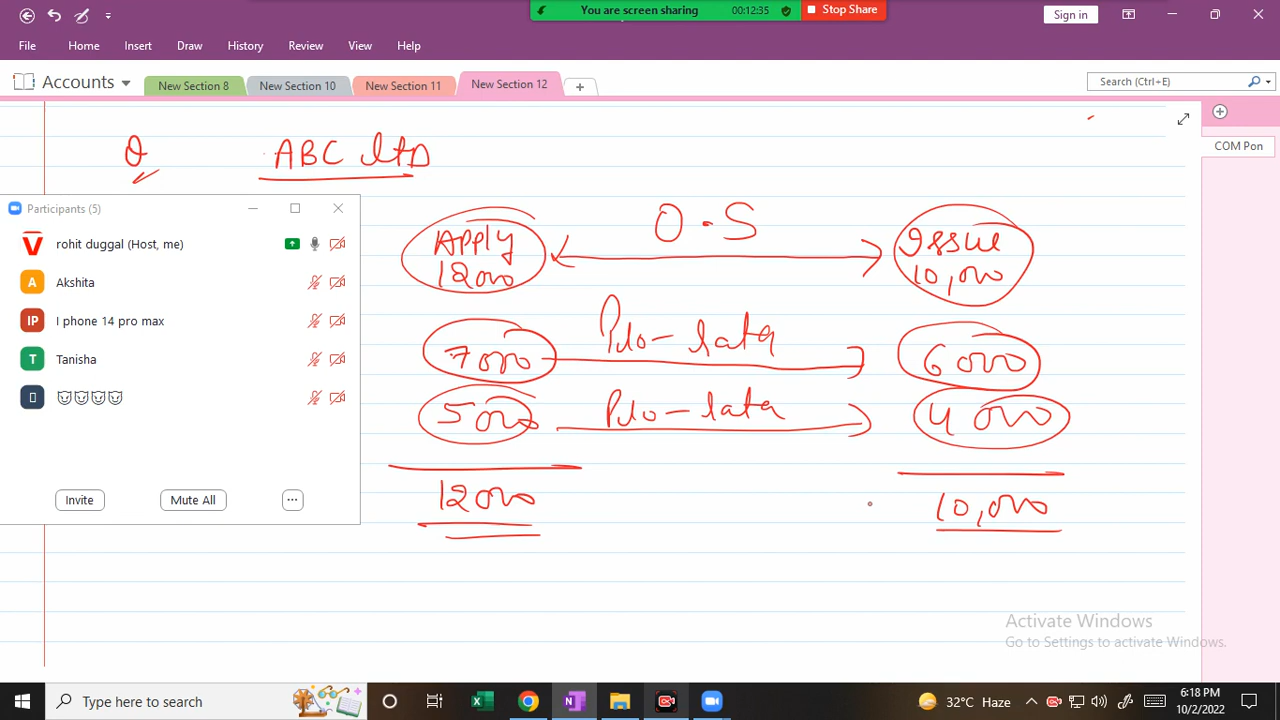 You are screen sharing 00:12:35 Stop Share
Sign in
File Home Insert Draw History Review View Help
Accounts New Section 8 New Section 10 New Section 11 New Section 12 + Search (Ctrl+E)
COM Pon
Q ABC ltD
Participants (5)
rohit duggal (Host, me)
A Akshita
IP I phone 14 pro max
T Tanisha
Invite Mute All ...
Apply O.S Issue
12000 10,000
7000 Pro-rata 6000
5000 Pro-rata 4000
12000 10,000
Activate Windows
Go to Settings to activate Windows.
Type here to search
32°C Haze
6:18 PM
10/2/2022